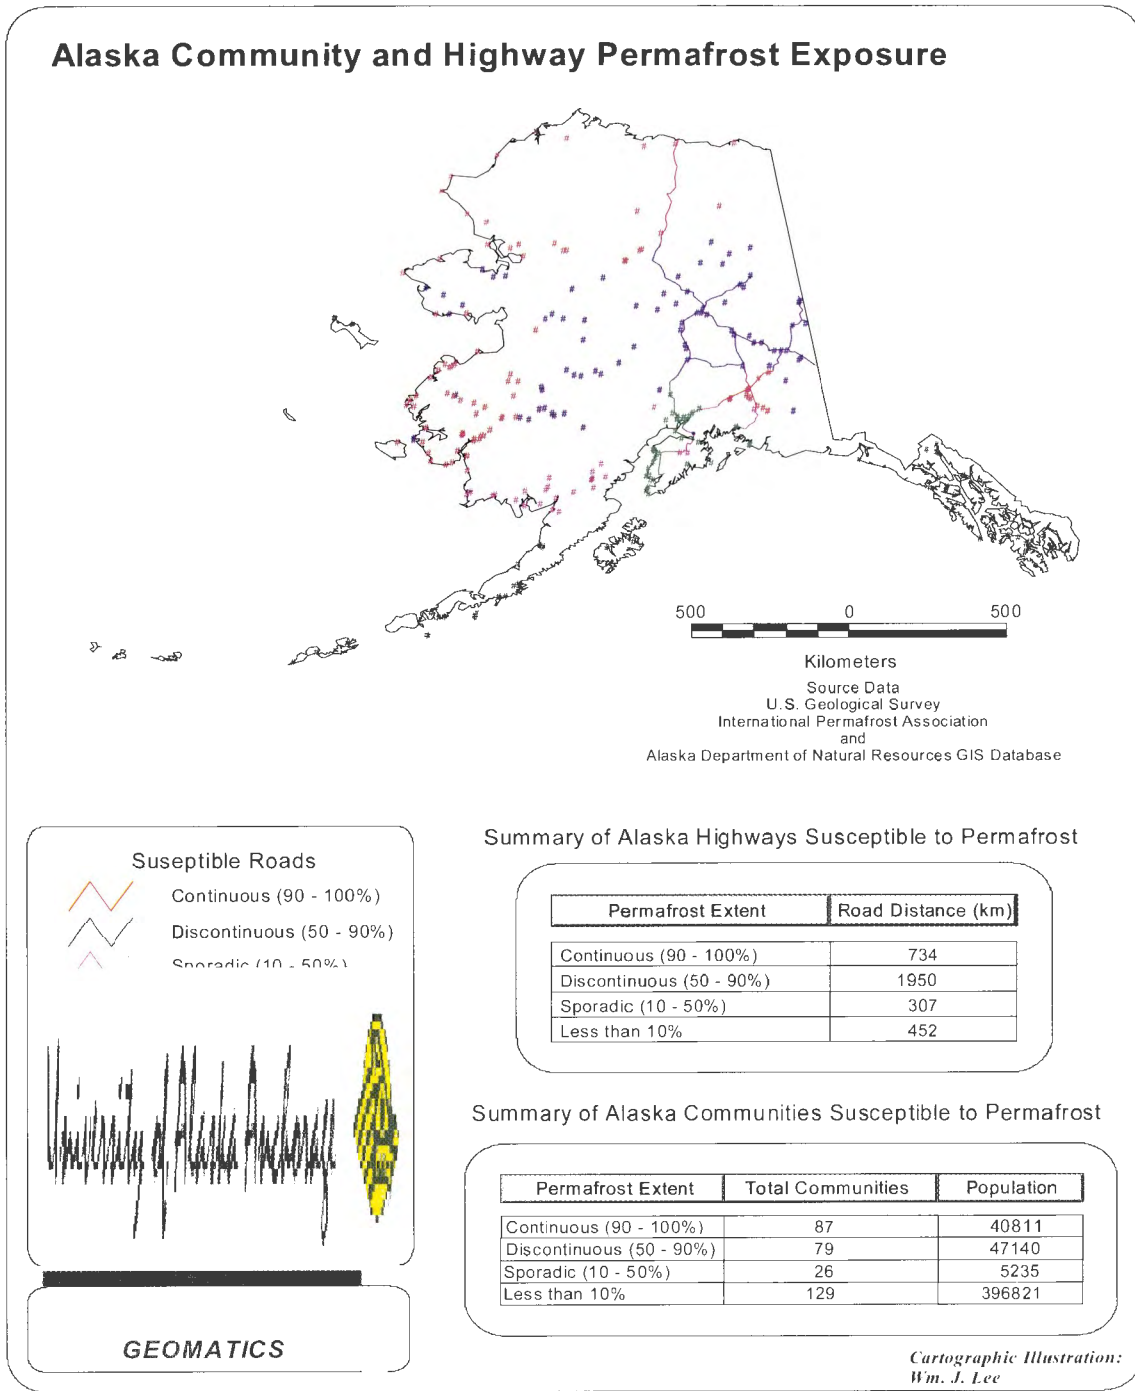 Alaska Community and Highway Permafrost Exposure
500 0 500
Kilometers
Source Data
U.S. Geological Survey
International Permafrost Association
and
Alaska Department of Natural Resources GIS Database
Suseptible Roads
Continuous (90 - 100%)
Discontinuous (50 - 90%)
Sporadic (10 - 50%)
GEOMATICS
Summary of Alaska Highways Susceptible to Permafrost
Permafrost Extent Road Distance (km)
Continuous (90 - 100%) 734
Discontinuous (50 - 90%) 1950
Sporadic (10 - 50%) 307
Less than 10% 452
Summary of Alaska Communities Susceptible to Permafrost
Permafrost Extent Total Communities Population
Continuous (90 - 100%) 87 40811
Discontinuous (50 - 90%) 79 47140
Sporadic (10 - 50%) 26 5235
Less than 10% 129 396821
Cartographic Illustration:
Wm. J. Lee